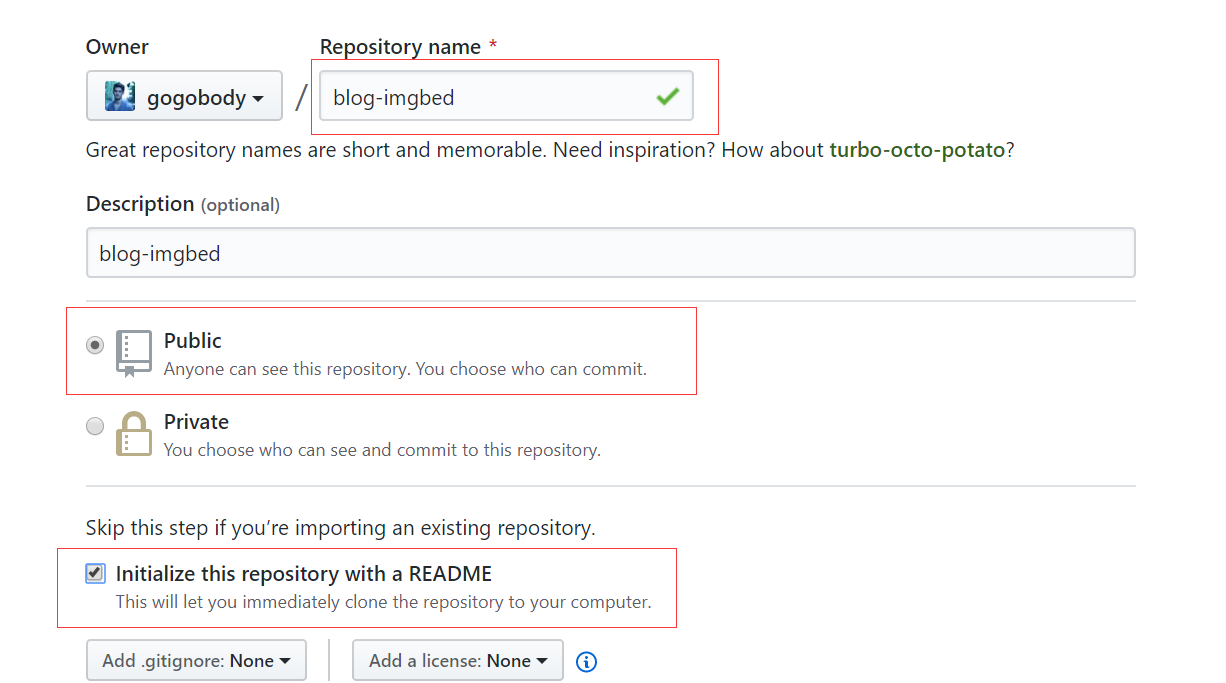 Owner
Repository name *
gogobody
/
blog-imgbed
Great repository names are short and memorable. Need inspiration? How about turbo-octo-potato?
Description (optional)
blog-imgbed
Public
Anyone can see this repository. You choose who can commit.
Private
You choose who can see and commit to this repository.
Skip this step if you’re importing an existing repository.
Initialize this repository with a README
This will let you immediately clone the repository to your computer.
Add .gitignore: None
Add a license: None